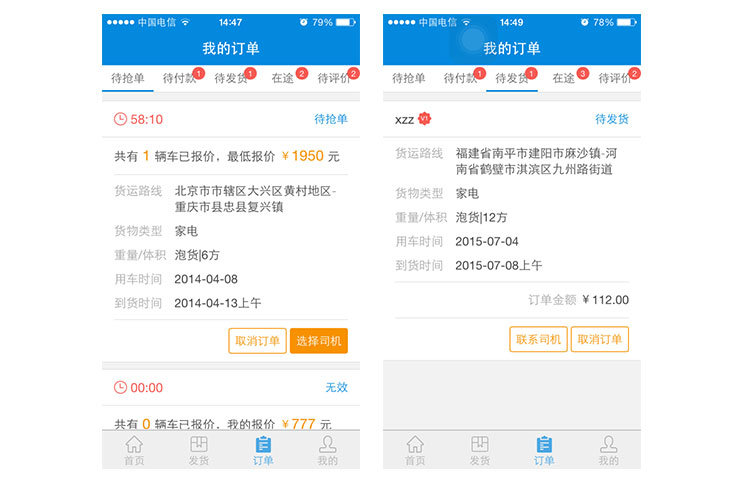 中国电信 14:47 79%
我的订单
待抢单 待付款 1 待发货 1 在途 2 待评价 2
58:10 待抢单
共有 1 辆车已报价，最低报价 ￥1950 元
货运路线 北京市市辖区大兴区黄村地区-
重庆市县忠县复兴镇
货物类型 家电
重量/体积 泡货|6方
用车时间 2014-04-08
到货时间 2014-04-13上午
取消订单 选择司机
00:00 无效
共有 0 辆车已报价，我的报价 ￥777 元
首页 发货 订单 我的
中国电信 14:49 78%
我的订单
待抢单 待付款 1 待发货 1 在途 3 待评价 2
xzz V1 待发货
货运路线 福建省南平市建阳市麻沙镇-河
南省鹤壁市淇滨区九州路街道
货物类型 家电
重量/体积 泡货|12方
用车时间 2015-07-04
到货时间 2015-07-08上午
订单金额 ￥112.00
联系司机 取消订单
首页 发货 订单 我的